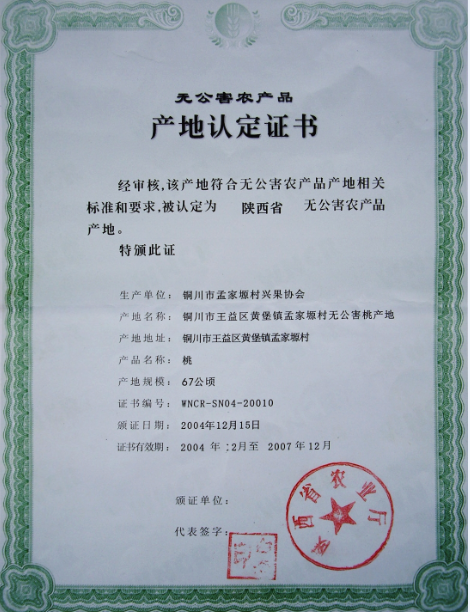 无公害农产品
产地认定证书
经审核,该产地符合无公害农产品产地相关
标准和要求,被认定为 陕西省 无公害农产品
产地。
特颁此证
生产单位: 铜川市孟家塬村兴果协会
产地名称: 铜川市王益区黄堡镇孟家塬村无公害桃产地
产地地址: 铜川市王益区黄堡镇孟家塬村
产品名称: 桃
产地规模: 67公顷
证书编号: WNCR-SN04-20010
颁证日期: 2004年12月15日
证书有效期: 2004 年 12月至 2007 年 12月
颁证单位:
陕西省农业厅
代表签字: